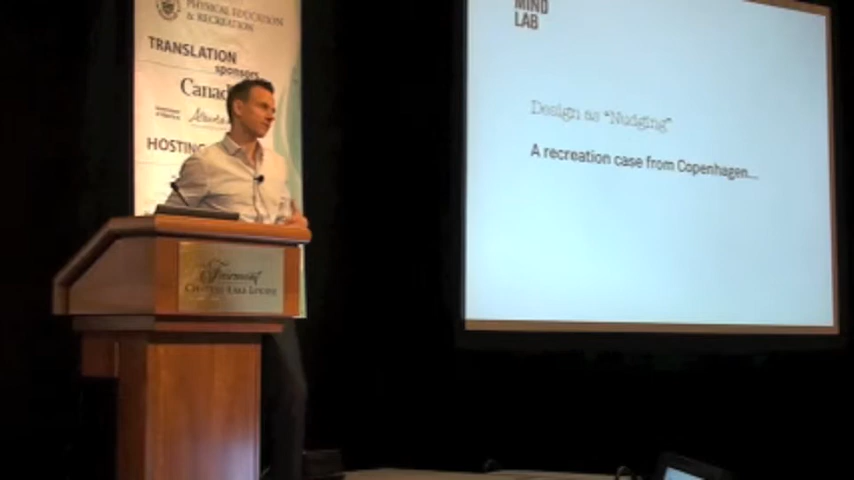 PHYSICAL EDUCATION
& RECREATION
TRANSLATION
sponsors
Canad
HOSTING
Fairmont
CHATEAU LAKE LOUISE
MIND
LAB
Design as "Nudging"
A recreation case from Copenhagen...